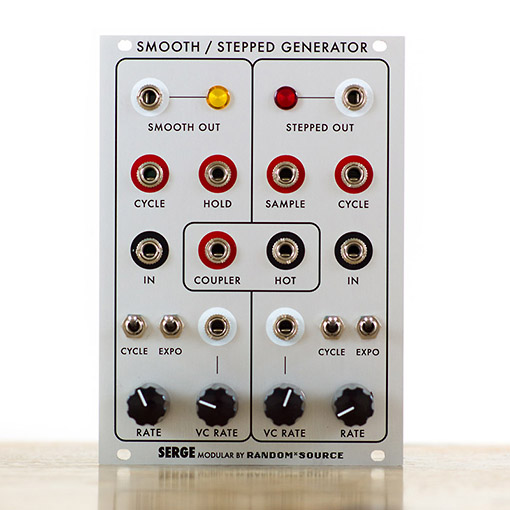 SMOOTH / STEPPED GENERATOR
SMOOTH OUT STEPPED OUT
CYCLE HOLD SAMPLE CYCLE
IN COUPLER HOT IN
CYCLE EXPO CYCLE EXPO
RATE VC RATE VC RATE RATE
SERGE MODULAR BY RANDOM*SOURCE